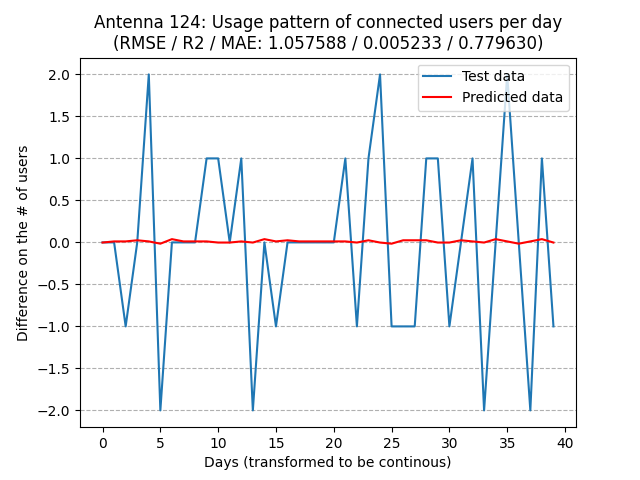 Antenna 124: Usage pattern of connected users per day
(RMSE / R2 / MAE: 1.057588 / 0.005233 / 0.779630)
Test data
Predicted data
2.0
1.5
1.0
0.5
0.0
−0.5
−1.0
−1.5
−2.0
Difference on the # of users
0 5 10 15 20 25 30 35 40
Days (transformed to be continous)